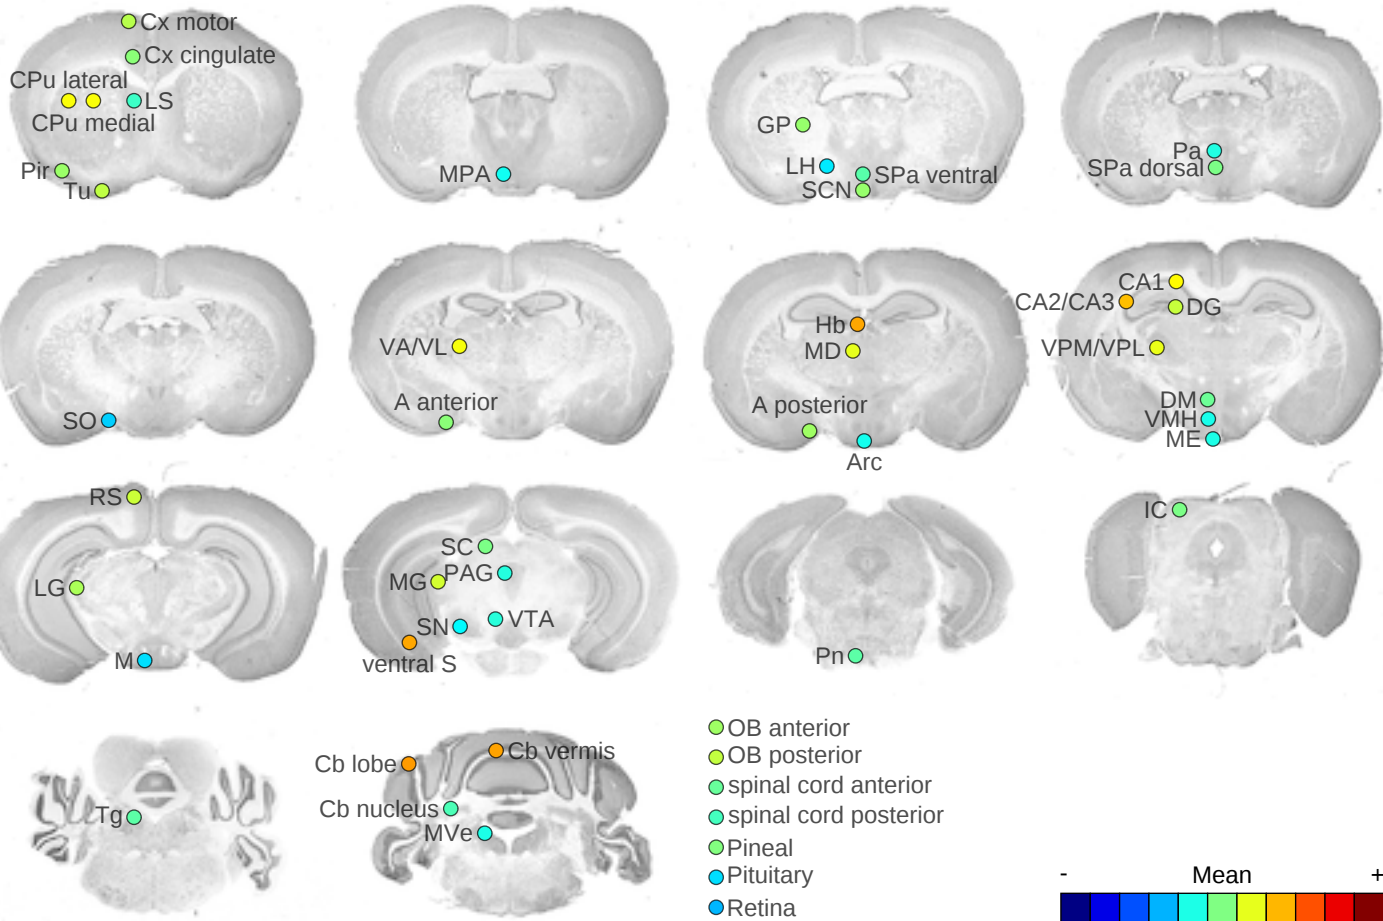 Cx motor
Cx cingulate
CPu lateral
LS
CPu medial
Pir
Tu
MPA
GP
LH
SPa ventral
SCN
Pa
SPa dorsal
SO
VA/VL
A anterior
Hb
MD
A posterior
Arc
CA1
CA2/CA3
DG
VPM/VPL
DM
VMH
ME
RS
LG
M
SC
PAG
MG
SN
VTA
ventral S
Pn
IC
Tg
Cb lobe
Cb vermis
Cb nucleus
MVe
OB anterior
OB posterior
spinal cord anterior
spinal cord posterior
Pineal
Pituitary
Retina
- Mean +